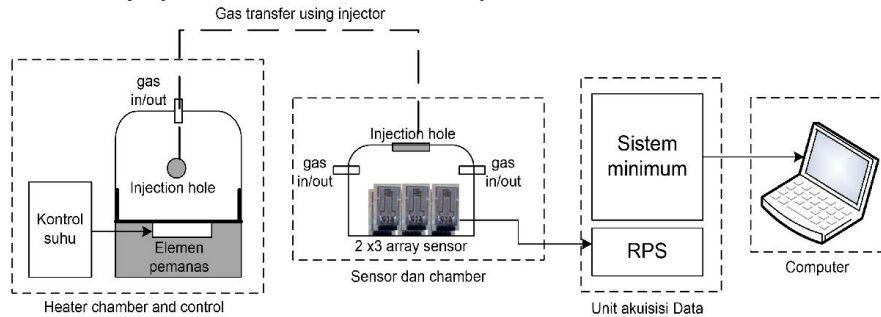 Gas transfer using injector
gas
in/out
Injection hole
Kontrol
suhu
Elemen
pemanas
Heater chamber and control
Injection hole
gas
in/out
gas
in/out
2 x3 array sensor
Sensor dan chamber
Sistem
minimum
RPS
Unit akuisisi Data
Computer